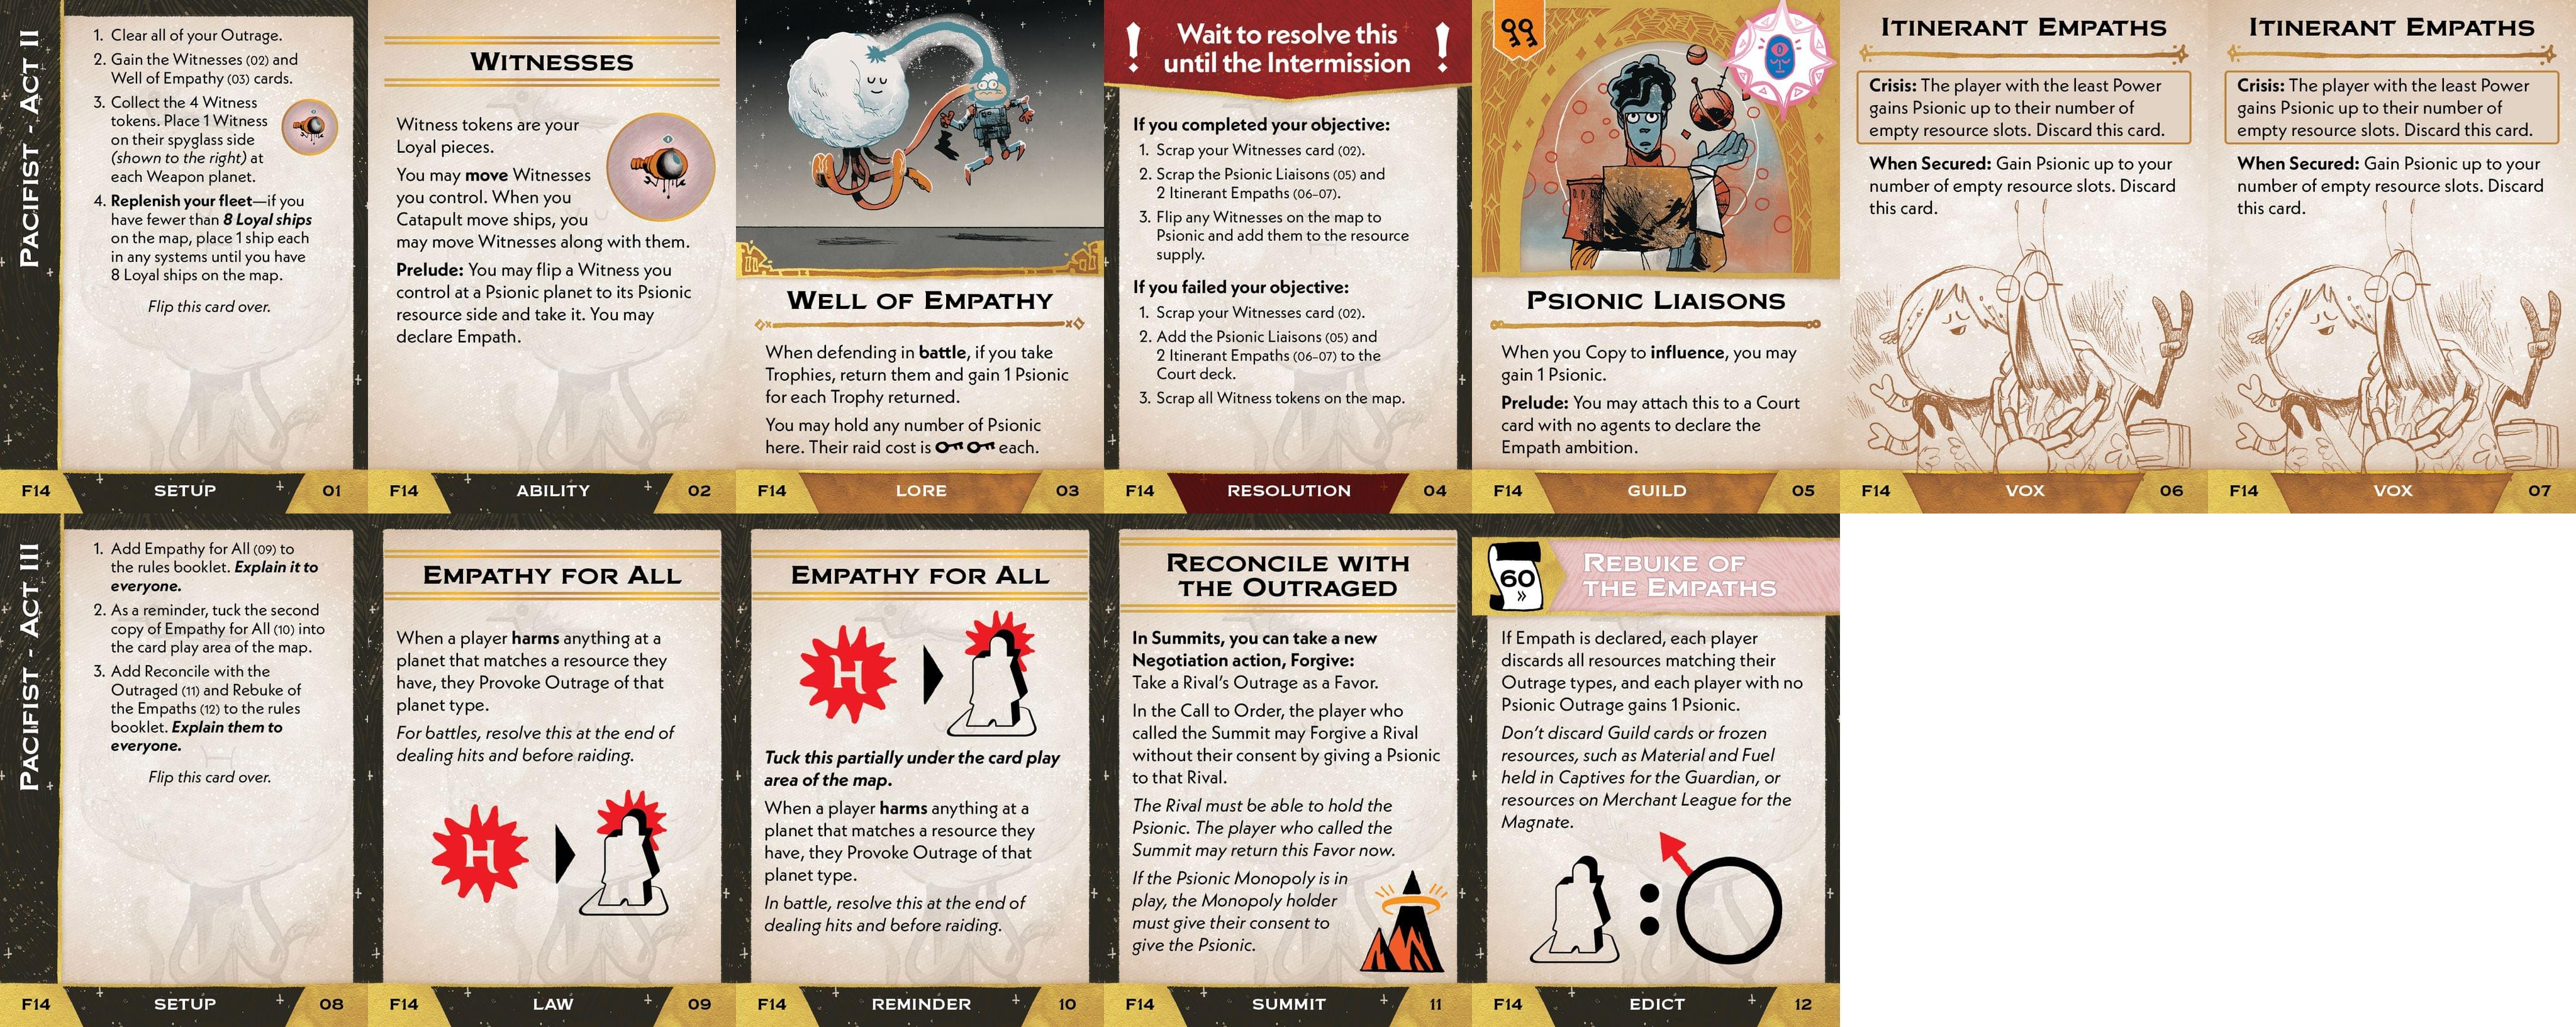 PACIFIST - ACT II
1. Clear all of your Outrage.
2. Gain the Witnesses (02) and
Well of Empathy (03) cards.
3. Collect the 4 Witness
tokens. Place 1 Witness
on their spyglass side
(shown to the right) at
each Weapon planet.
4. Replenish your fleet—if you
have fewer than 8 Loyal ships
on the map, place 1 ship each
in any systems until you have
8 Loyal ships on the map.
Flip this card over.
F14 SETUP 01
WITNESSES
Witness tokens are your
Loyal pieces.
You may move Witnesses
you control. When you
Catapult move ships, you
may move Witnesses along with them.
Prelude: You may flip a Witness you
control at a Psionic planet to its Psionic
resource side and take it. You may
declare Empath.
F14 ABILITY 02
WELL OF EMPATHY
When defending in battle, if you take
Trophies, return them and gain 1 Psionic
for each Trophy returned.
You may hold any number of Psionic
here. Their raid cost is each.
F14 LORE 03
! Wait to resolve this !
until the Intermission
If you completed your objective:
1. Scrap your Witnesses card (02).
2. Scrap the Psionic Liaisons (05) and
2 Itinerant Empaths (06–07).
3. Flip any Witnesses on the map to
Psionic and add them to the resource
supply.
If you failed your objective:
1. Scrap your Witnesses card (02).
2. Add the Psionic Liaisons (05) and
2 Itinerant Empaths (06–07) to the
Court deck.
3. Scrap all Witness tokens on the map.
F14 RESOLUTION 04
PSIONIC LIAISONS
When you Copy to influence, you may
gain 1 Psionic.
Prelude: You may attach this to a Court
card with no agents to declare the
Empath ambition.
F14 GUILD 05
ITINERANT EMPATHS
Crisis: The player with the least Power
gains Psionic up to their number of
empty resource slots. Discard this card.
When Secured: Gain Psionic up to your
number of empty resource slots. Discard
this card.
F14 VOX 06
ITINERANT EMPATHS
Crisis: The player with the least Power
gains Psionic up to their number of
empty resource slots. Discard this card.
When Secured: Gain Psionic up to your
number of empty resource slots. Discard
this card.
F14 VOX 07
PACIFIST - ACT III
1. Add Empathy for All (09) to
the rules booklet. Explain it to
everyone.
2. As a reminder, tuck the second
copy of Empathy for All (10) into
the card play area of the map.
3. Add Reconcile with the
Outraged (11) and Rebuke of
the Empaths (12) to the rules
booklet. Explain them to
everyone.
Flip this card over.
F14 SETUP 08
EMPATHY FOR ALL
When a player harms anything at a
planet that matches a resource they
have, they Provoke Outrage of that
planet type.
For battles, resolve this at the end of
dealing hits and before raiding.
H
F14 LAW 09
EMPATHY FOR ALL
H
Tuck this partially under the card play
area of the map.
When a player harms anything at a
planet that matches a resource they
have, they Provoke Outrage of that
planet type.
In battle, resolve this at the end of
dealing hits and before raiding.
F14 REMINDER 10
RECONCILE WITH
THE OUTRAGED
In Summits, you can take a new
Negotiation action, Forgive:
Take a Rival's Outrage as a Favor.
In the Call to Order, the player who
called the Summit may Forgive a Rival
without their consent by giving a Psionic
to that Rival.
The Rival must be able to hold the
Psionic. The player who called the
Summit may return this Favor now.
If the Psionic Monopoly is in
play, the Monopoly holder
must give their consent to
give the Psionic.
F14 SUMMIT 11
60
»
REBUKE OF
THE EMPATHS
If Empath is declared, each player
discards all resources matching their
Outrage types, and each player with no
Psionic Outrage gains 1 Psionic.
Don't discard Guild cards or frozen
resources, such as Material and Fuel
held in Captives for the Guardian, or
resources on Merchant League for the
Magnate.
F14 EDICT 12